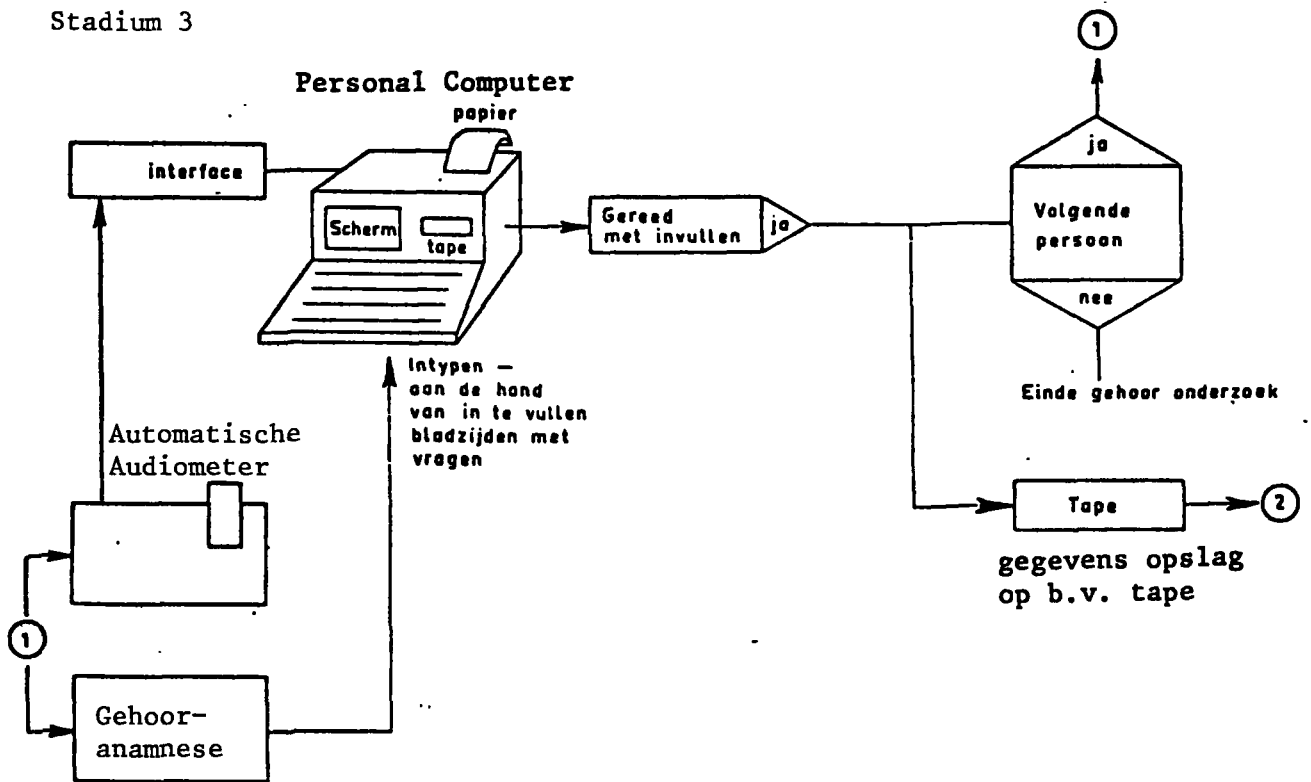 Stadium 3
Personal Computer
papier
interface
Scherm
tape
Gereed
met invullen
ja
1
ja
Volgende
persoon
nee
Einde gehoor onderzoek
Intypen –
aan de hand
van in te vullen
bladzijden met
vragen
Automatische
Audiometer
Tape
2
gegevens opslag
op b.v. tape
1
Gehoor-
anamnese